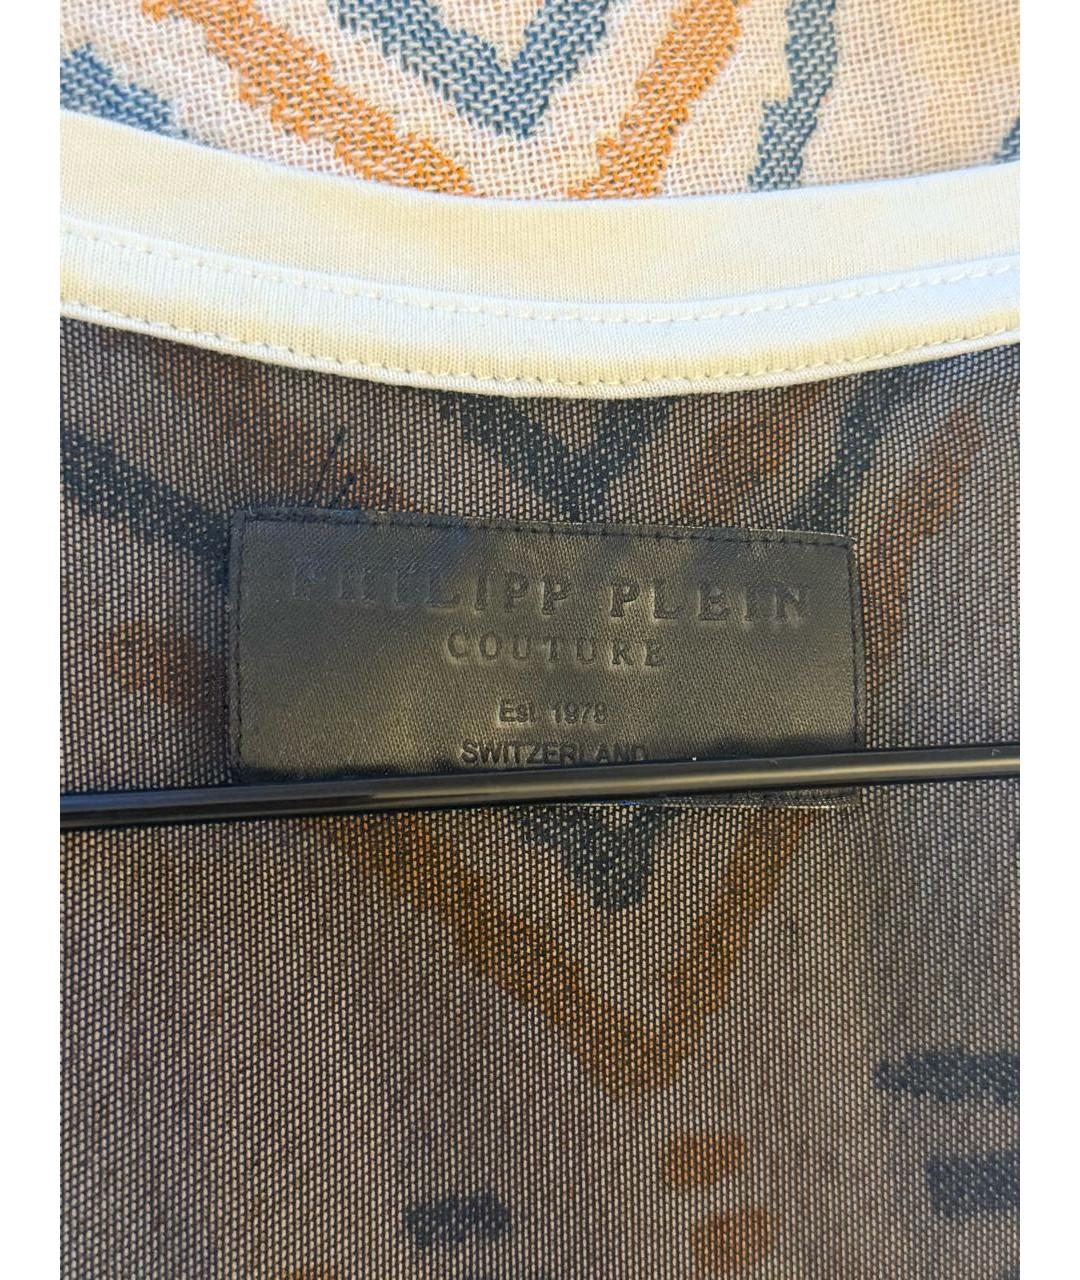 PHILIPP PLEIN
COUTURE
Est. 1978
SWITZERLAND